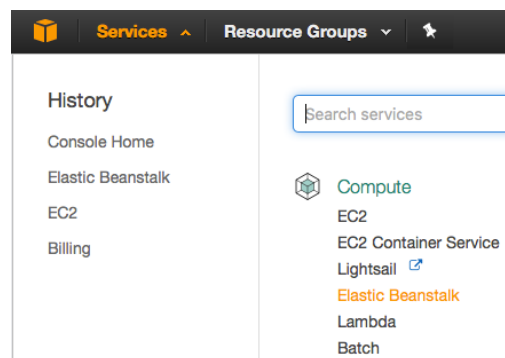 Services Resource Groups
History
Console Home
Elastic Beanstalk
EC2
Billing
Search services
Compute
EC2
EC2 Container Service
Lightsail
Elastic Beanstalk
Lambda
Batch